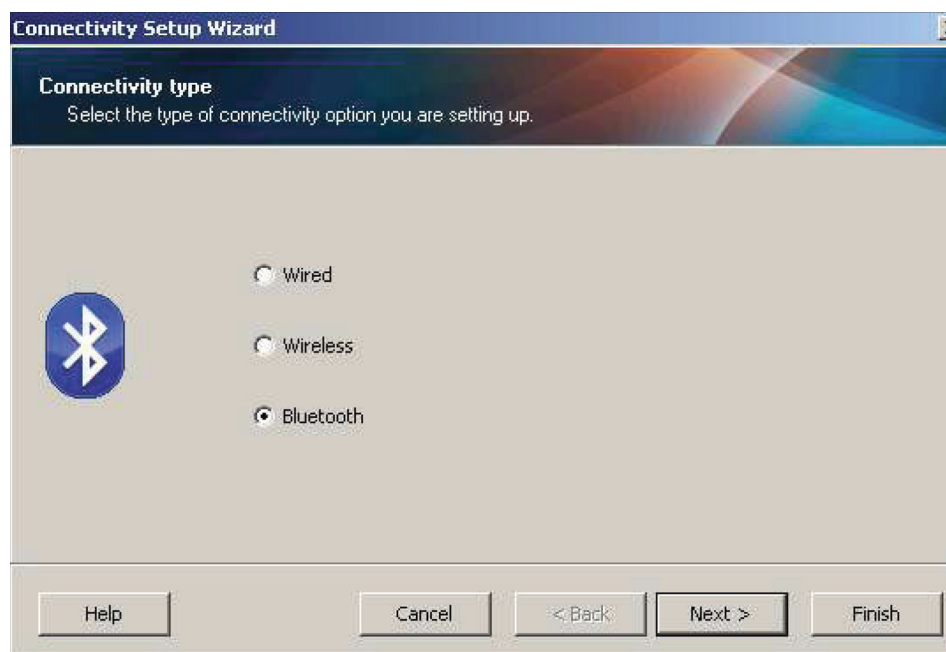 Connectivity Setup Wizard
Connectivity type
Select the type of connectivity option you are setting up.
Wired
Wireless
Bluetooth
Help Cancel < Back Next > Finish